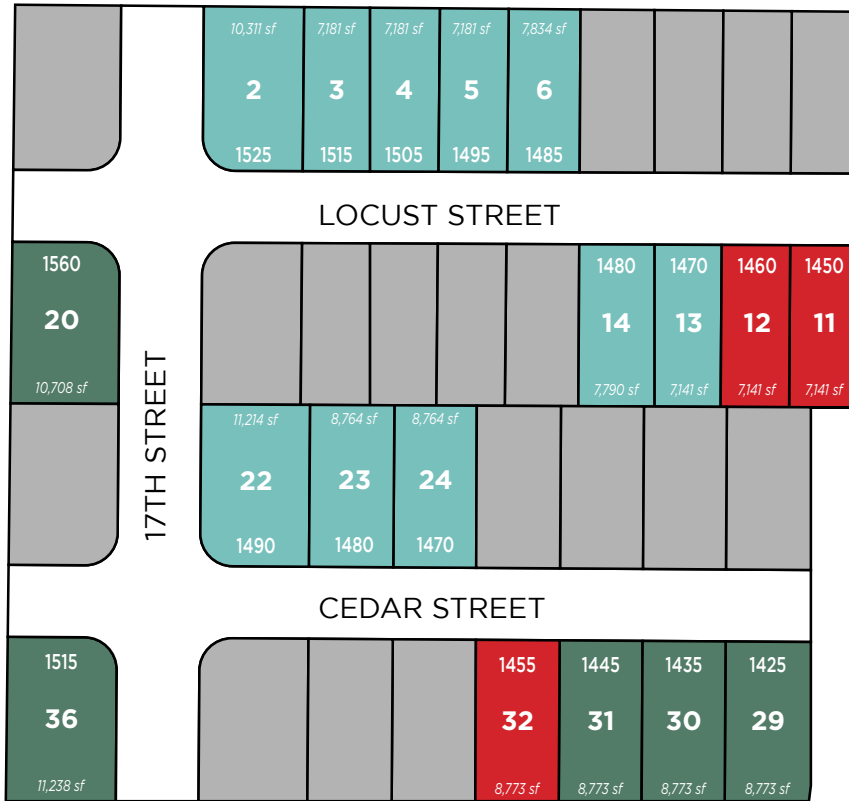 10,311 sf 7,181 sf 7,181 sf 7,181 sf 7,834 sf
2 3 4 5 6
1525 1515 1505 1495 1485
LOCUST STREET
1560 1480 1470 1460 1450
20 14 13 12 11
10,708 sf 7,790 sf 7,141 sf 7,141 sf 7,141 sf
17TH STREET
11,214 sf 8,764 sf 8,764 sf
22 23 24
1490 1480 1470
CEDAR STREET
1515 1455 1445 1435 1425
36 32 31 30 29
11,238 sf 8,773 sf 8,773 sf 8,773 sf 8,773 sf